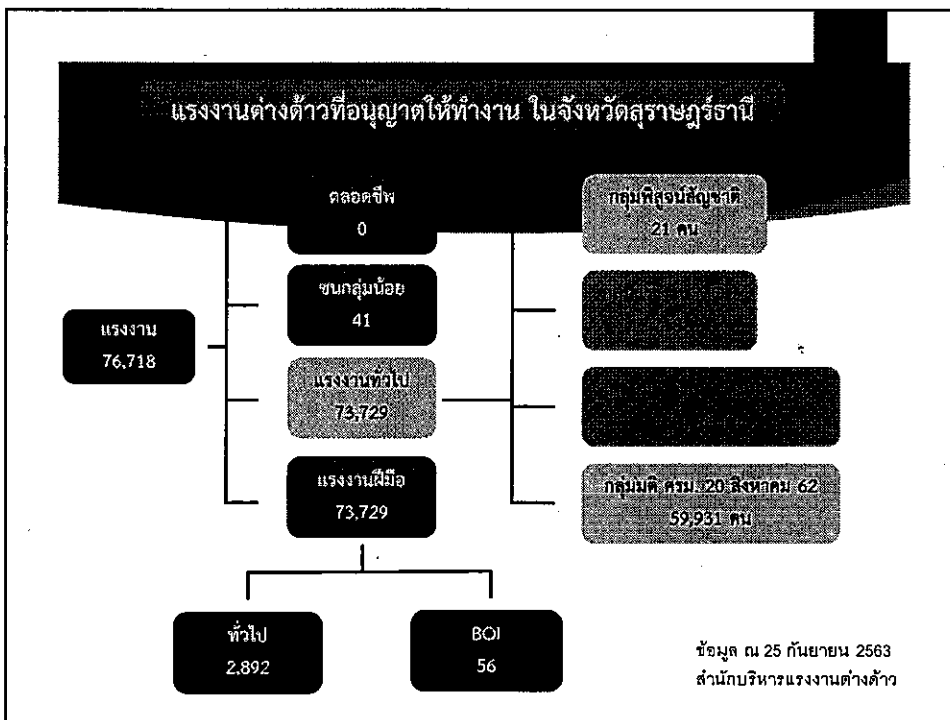 แรงงานต่างด้าวที่อนุญาตให้ทำงาน ในจังหวัดสุราษฎร์ธานี
ตลอดชีพ
0
กลุ่มพิสูจน์สัญชาติ
21 คน
ชนกลุ่มน้อย
41
แรงงาน
76,718
แรงงานทั่วไป
73,729
แรงงานฝีมือ
73,729
กลุ่มมติ ครม. 20 สิงหาคม 62
59,931 คน
ทั่วไป
2,892
BOI
56
ข้อมูล ณ 25 กันยายน 2563
สำนักบริหารแรงงานต่างด้าว